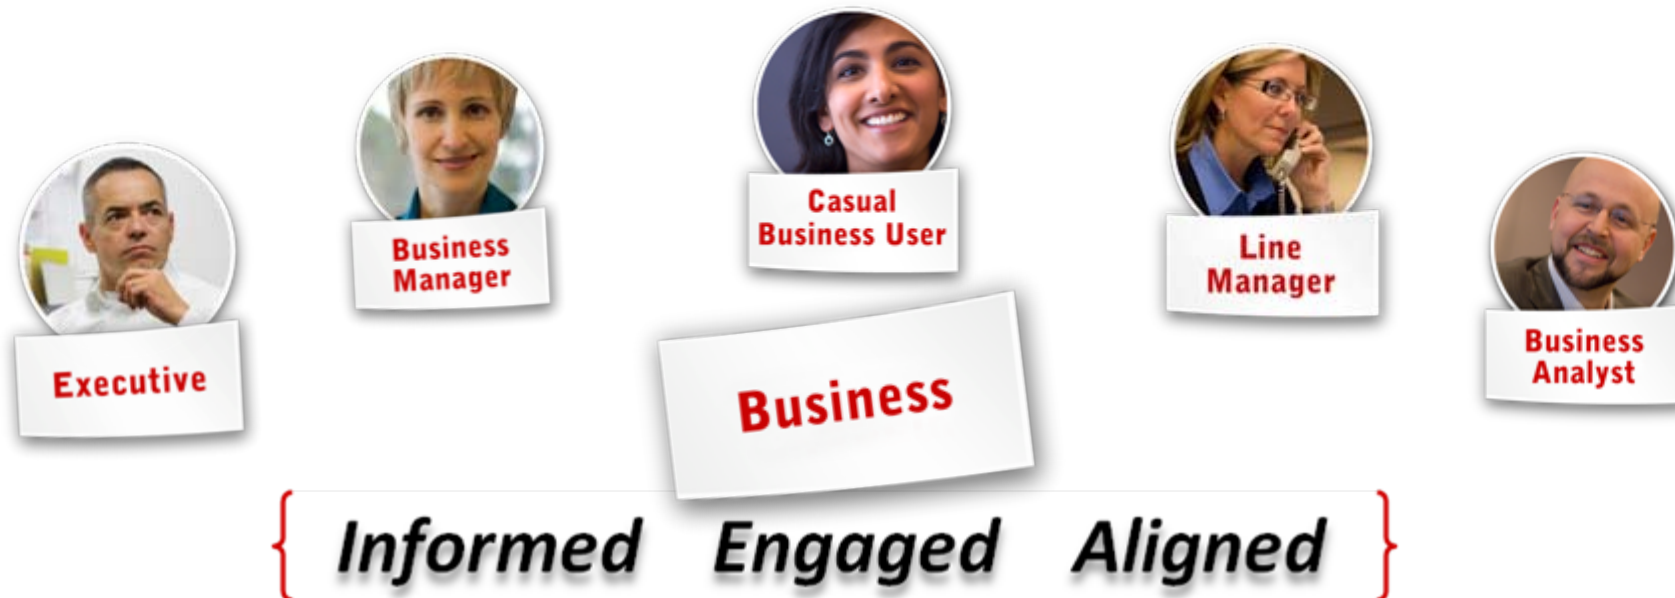 Executive
Business
Manager
Casual
Business User
Line
Manager
Business
Analyst
Business
Informed Engaged Aligned